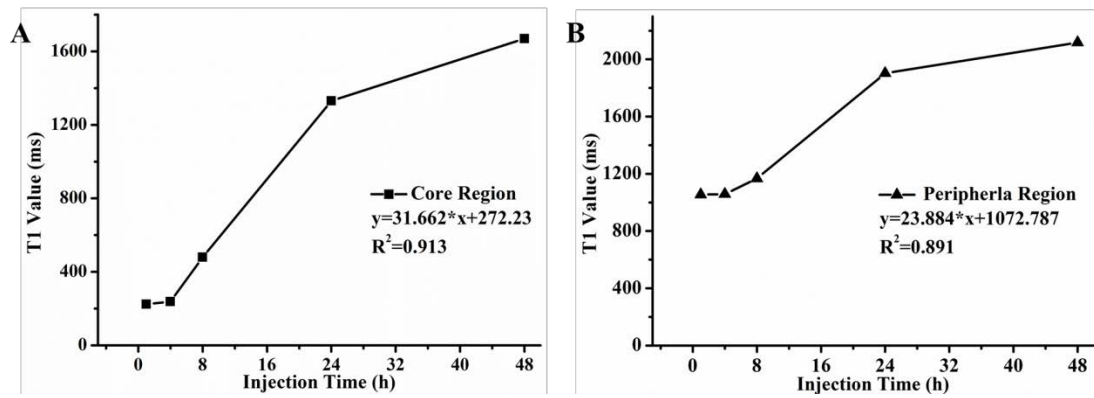 A
1600
1200
800
400
0
T1 Value (ms)
Core Region
y=31.662*x+272.23
R²=0.913
0 8 16 24 32 40 48
Injection Time (h)
B
2000
1600
1200
800
400
0
T1 Value (ms)
Peripherla Region
y=23.884*x+1072.787
R²=0.891
0 8 16 24 32 40 48
Injection Time (h)